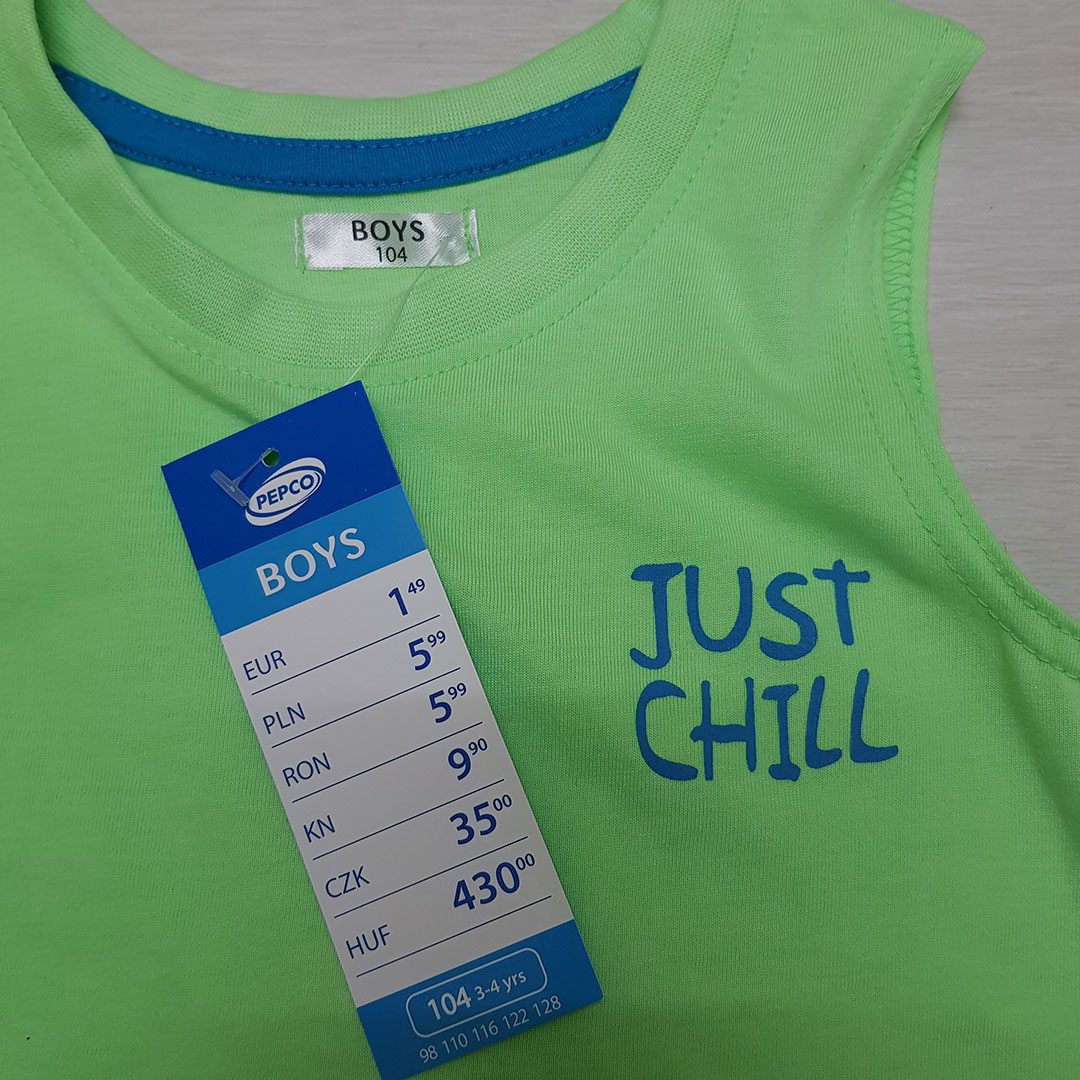 BOYS
104
PEPCO
BOYS
EUR 1 49
PLN 5 99
RON 5 99
KN 9 90
CZK 35 00
HUF 430 00
104 3-4 yrs
98 110 116 122 128
JUST
CHILL